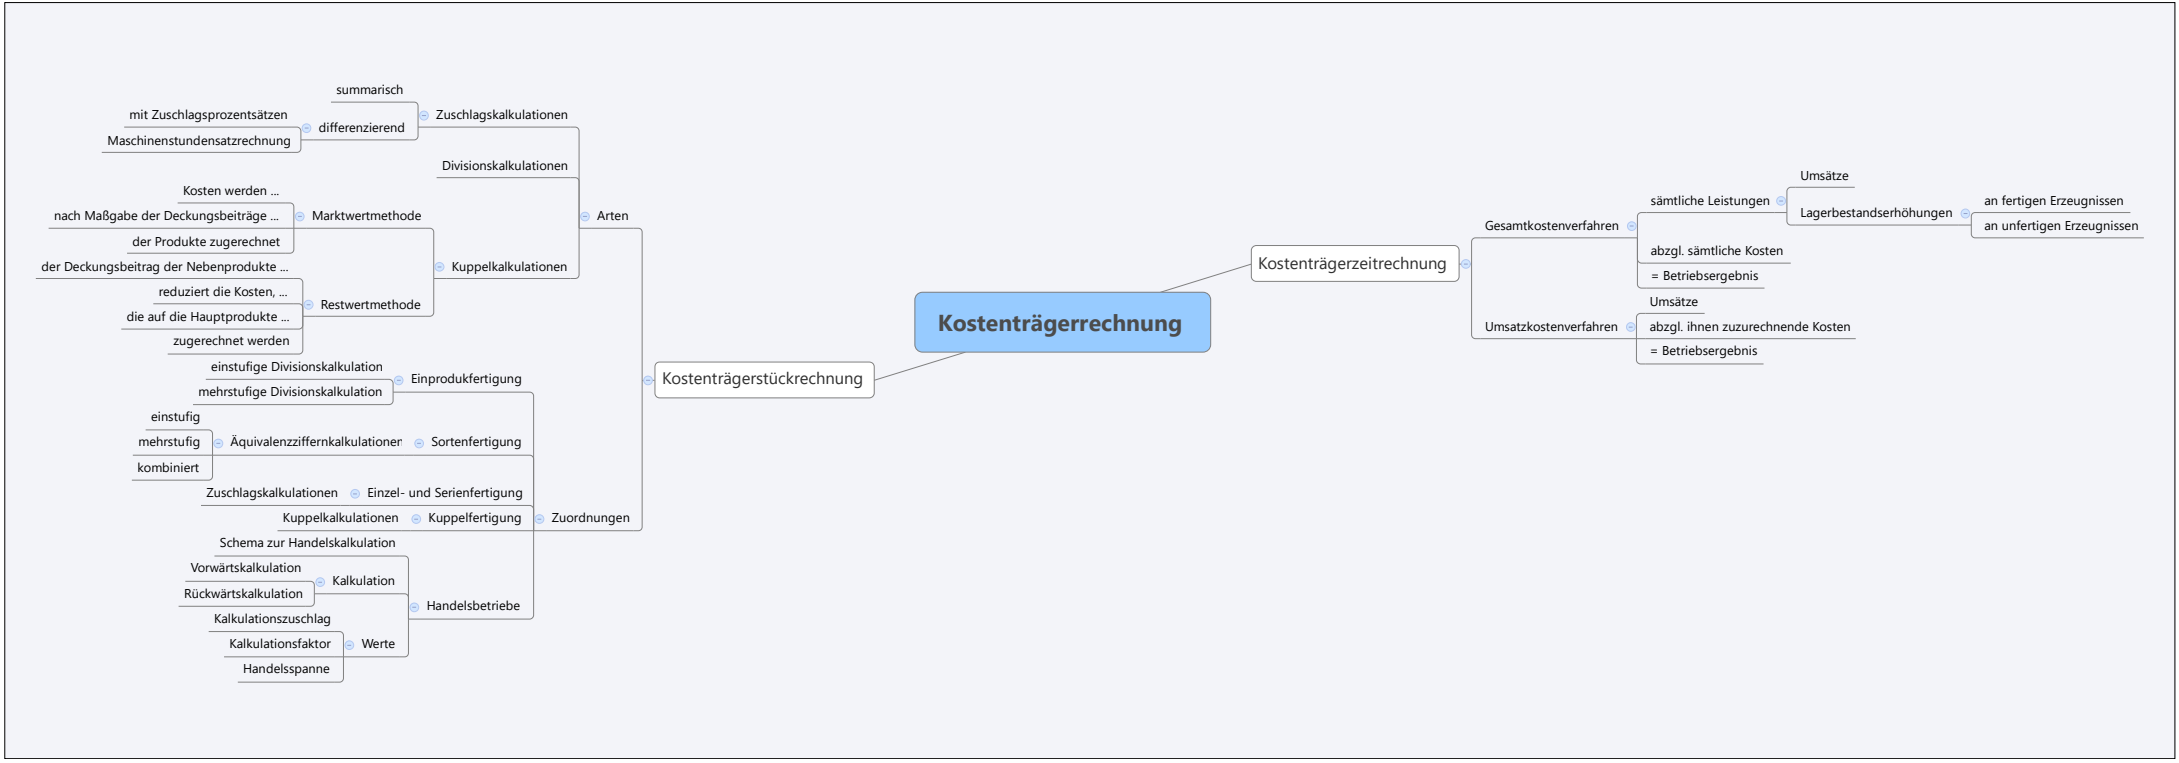 Kostenträgerrechnung
Kostenträgerzeitrechnung
Gesamtkostenverfahren
sämtliche Leistungen
Umsätze
Lagerbestandserhöhungen
an fertigen Erzeugnissen
an unfertigen Erzeugnissen
abzgl. sämtliche Kosten
= Betriebsergebnis
Umsatzkostenverfahren
Umsätze
abzgl. ihnen zuzurechnende Kosten
= Betriebsergebnis
Kostenträgerstückrechnung
Arten
Zuschlagskalkulationen
summarisch
differenzierend
mit Zuschlagsprozentsätzen
Maschinenstundensatzrechnung
Divisionskalkulationen
Kuppelkalkulationen
Marktwertmethode
Kosten werden ...
nach Maßgabe der Deckungsbeiträge ...
der Produkte zugerechnet
Restwertmethode
der Deckungsbeitrag der Nebenprodukte ...
reduziert die Kosten, ...
die auf die Hauptprodukte ...
zugerechnet werden
Zuordnungen
Einprodukfertigung
einstufige Divisionskalkulation
mehrstufige Divisionskalkulation
Sortenfertigung
Äquivalenzziffernkalkulationen
einstufig
mehrstufig
kombiniert
Einzel- und Serienfertigung
Zuschlagskalkulationen
Kuppelfertigung
Kuppelkalkulationen
Handelsbetriebe
Schema zur Handelskalkulation
Kalkulation
Vorwärtskalkulation
Rückwärtskalkulation
Werte
Kalkulationszuschlag
Kalkulationsfaktor
Handelsspanne